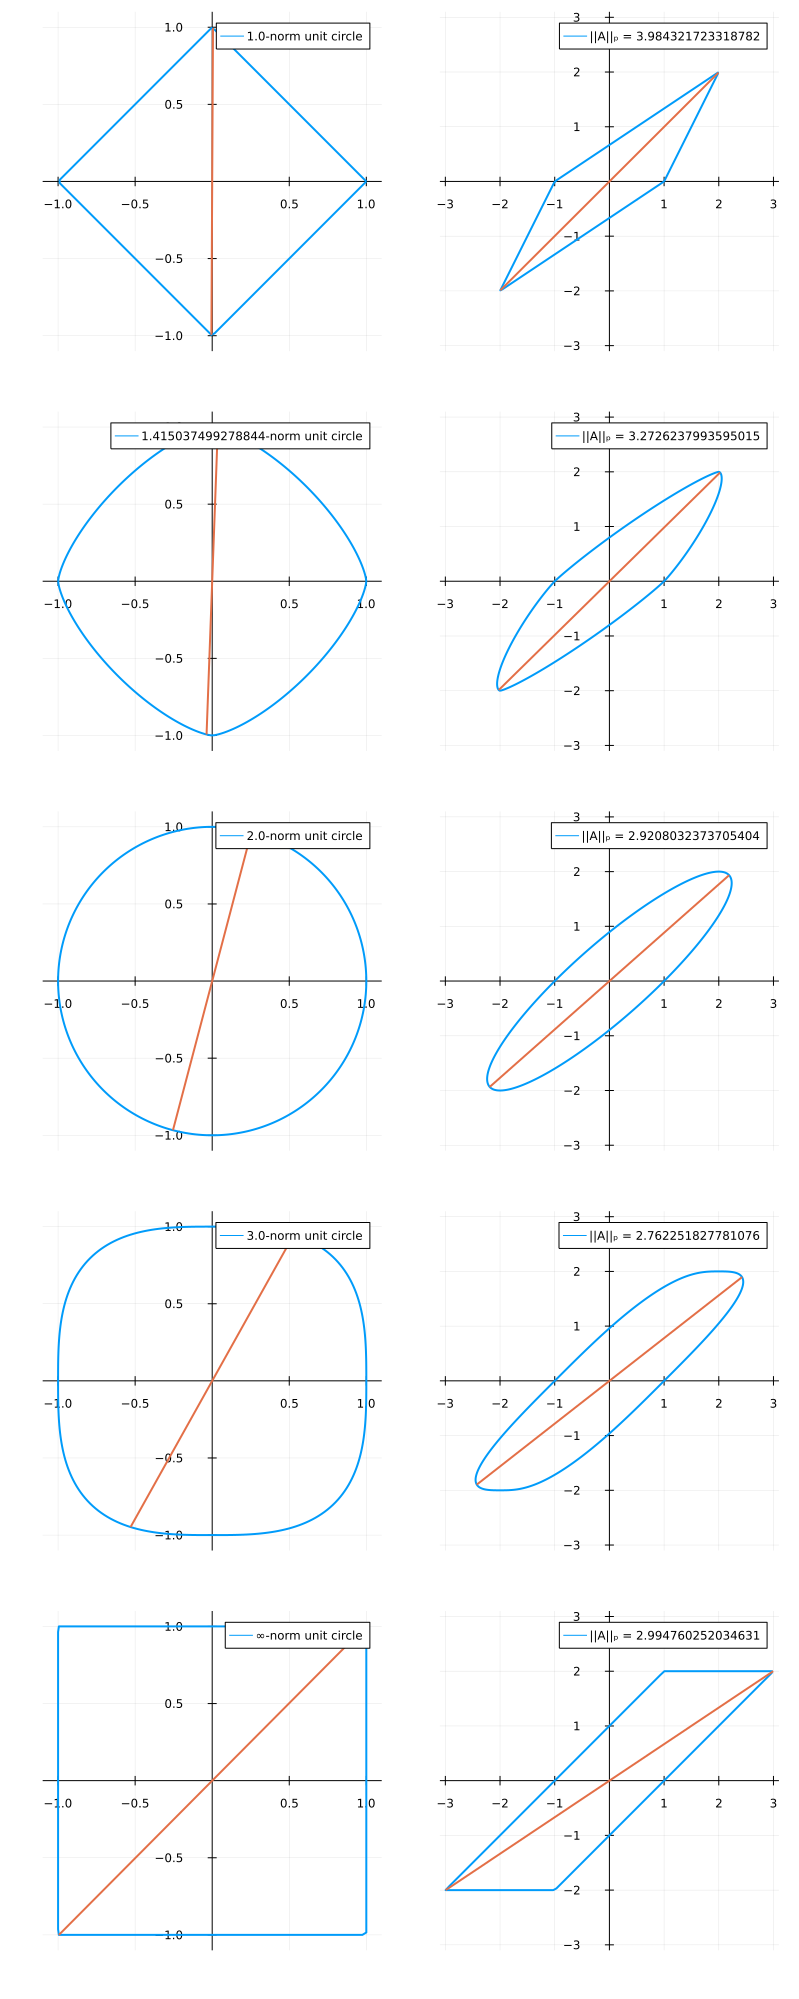 1.0
1.0-norm unit circle
0.5
−1.0 −0.5 0.5 1.0
−0.5
−1.0
3
||A||ₚ = 3.984321723318782
2
1
−3 −2 −1 1 2 3
−1
−2
−3
1.415037499278844-norm unit circle
0.5
−1.0 −0.5 0.5 1.0
−0.5
−1.0
3
||A||ₚ = 3.2726237993595015
2
1
−3 −2 −1 1 2 3
−1
−2
−3
1.0
2.0-norm unit circle
0.5
−1.0 −0.5 0.5 1.0
−0.5
−1.0
3
||A||ₚ = 2.9208032373705404
2
1
−3 −2 −1 1 2 3
−1
−2
−3
1.0
3.0-norm unit circle
0.5
−1.0 −0.5 0.5 1.0
−0.5
−1.0
3
||A||ₚ = 2.762251827781076
2
1
−3 −2 −1 1 2 3
−1
−2
−3
1.0
∞-norm unit circle
0.5
−1.0 −0.5 0.5 1.0
−0.5
−1.0
3
||A||ₚ = 2.994760252034631
2
1
−3 −2 −1 1 2 3
−1
−2
−3